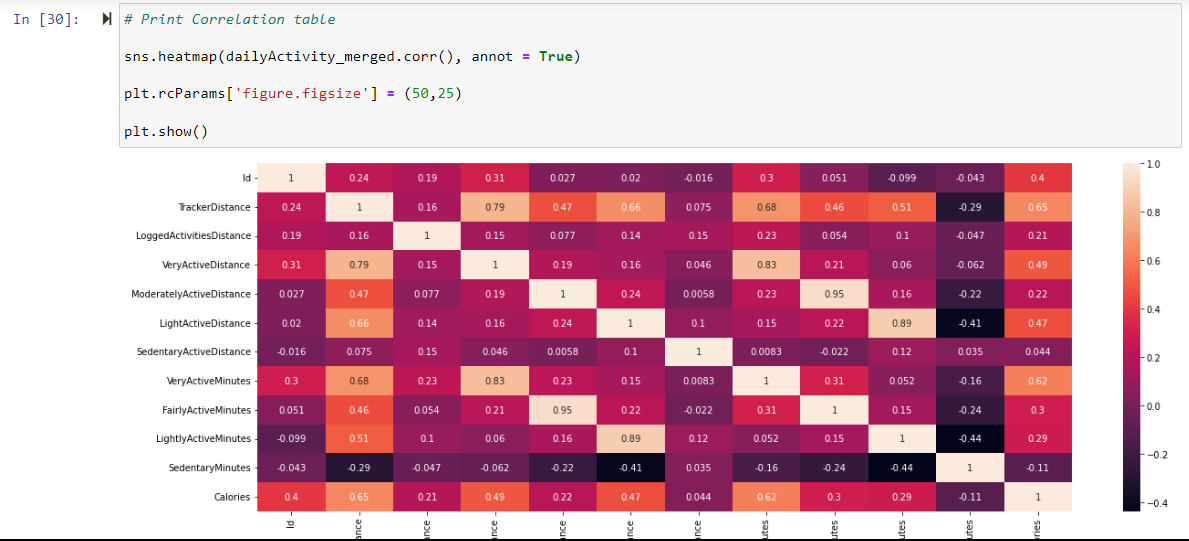 In [30]:
# Print Correlation table
sns.heatmap(dailyActivity_merged.corr(), annot = True)
plt.rcParams['figure.figsize'] = (50,25)
plt.show()
Id 1 0.24 0.19 0.31 0.027 0.02 -0.016 0.3 0.051 -0.099 -0.043 0.4
TrackerDistance 0.24 1 0.16 0.79 0.47 0.66 0.075 0.68 0.46 0.51 -0.29 0.65
LoggedActivitiesDistance 0.19 0.16 1 0.15 0.077 0.14 0.15 0.23 0.054 0.1 -0.047 0.21
VeryActiveDistance 0.31 0.79 0.15 1 0.19 0.16 0.046 0.83 0.21 0.06 -0.062 0.49
ModeratelyActiveDistance 0.027 0.47 0.077 0.19 1 0.24 0.0058 0.23 0.95 0.16 -0.22 0.22
LightActiveDistance 0.02 0.66 0.14 0.16 0.24 1 0.1 0.15 0.22 0.89 -0.41 0.47
SedentaryActiveDistance -0.016 0.075 0.15 0.046 0.0058 0.1 1 0.0083 -0.022 0.12 0.035 0.044
VeryActiveMinutes 0.3 0.68 0.23 0.83 0.23 0.15 0.0083 1 0.31 0.052 -0.16 0.62
FairlyActiveMinutes 0.051 0.46 0.054 0.21 0.95 0.22 -0.022 0.31 1 0.15 -0.24 0.3
LightlyActiveMinutes -0.099 0.51 0.1 0.06 0.16 0.89 0.12 0.052 0.15 1 -0.44 0.29
SedentaryMinutes -0.043 -0.29 -0.047 -0.062 -0.22 -0.41 0.035 -0.16 -0.24 -0.44 1 -0.11
Calories 0.4 0.65 0.21 0.49 0.22 0.47 0.044 0.62 0.3 0.29 -0.11 1
Id ance ance ance ance ance ance utes utes utes utes ories
1.0
0.8
0.6
0.4
0.2
0.0
−0.2
−0.4